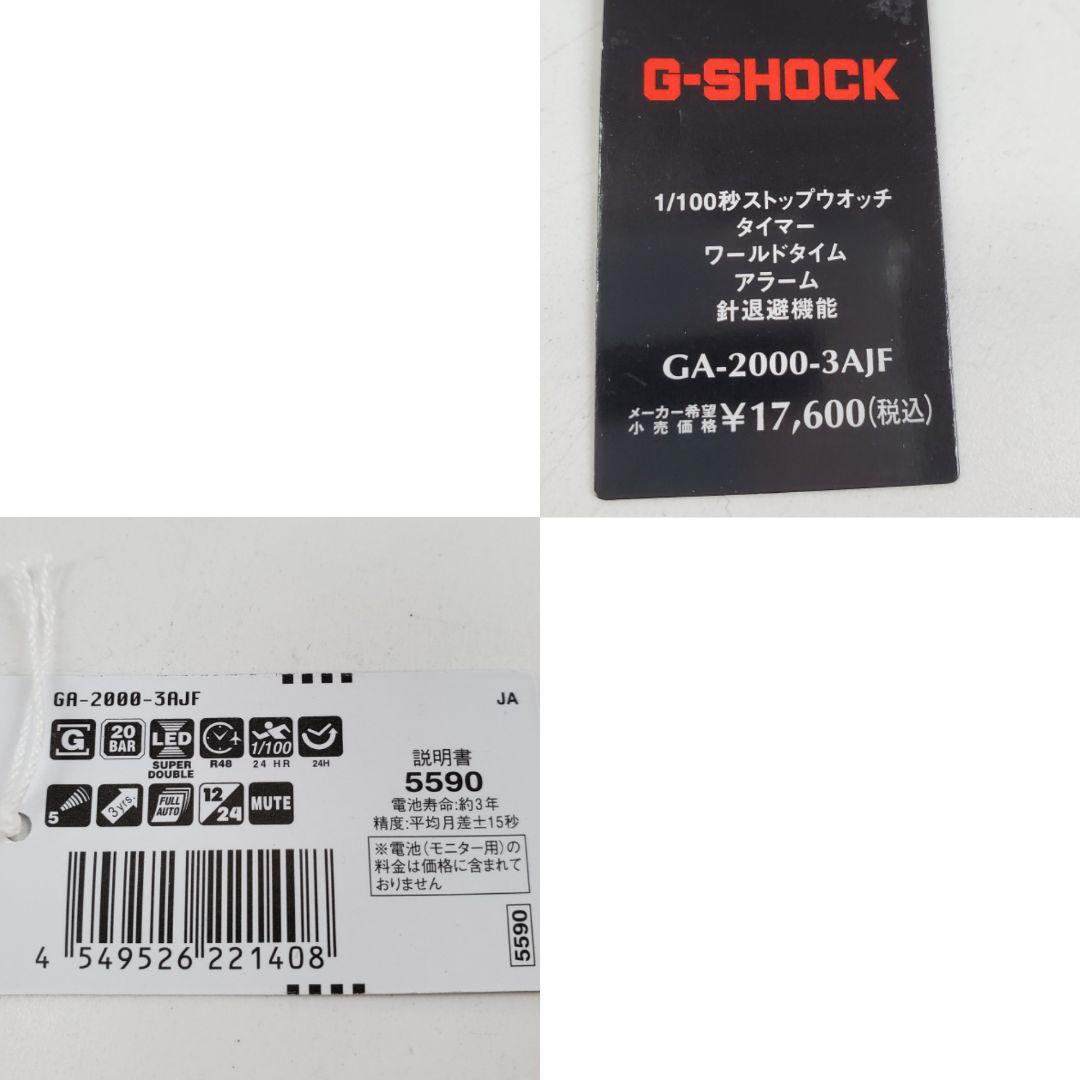 G-SHOCK
1/100秒ストップウオッチ
タイマー
ワールドタイム
アラーム
針退避機能
GA-2000-3AJF
メーカー希望
小売価格 ¥17,600(税込)
GA-2000-3AJF
JA
G
20
BAR
LED
SUPER
DOUBLE
R48
1/100
24 HR
24H
5
3yrs.
FULL
AUTO
12/24
MUTE
説明書
5590
電池寿命:約3年
精度:平均月差±15秒
※電池(モニター用)の
料金は価格に含まれて
おりません
5590
4 549526 221408